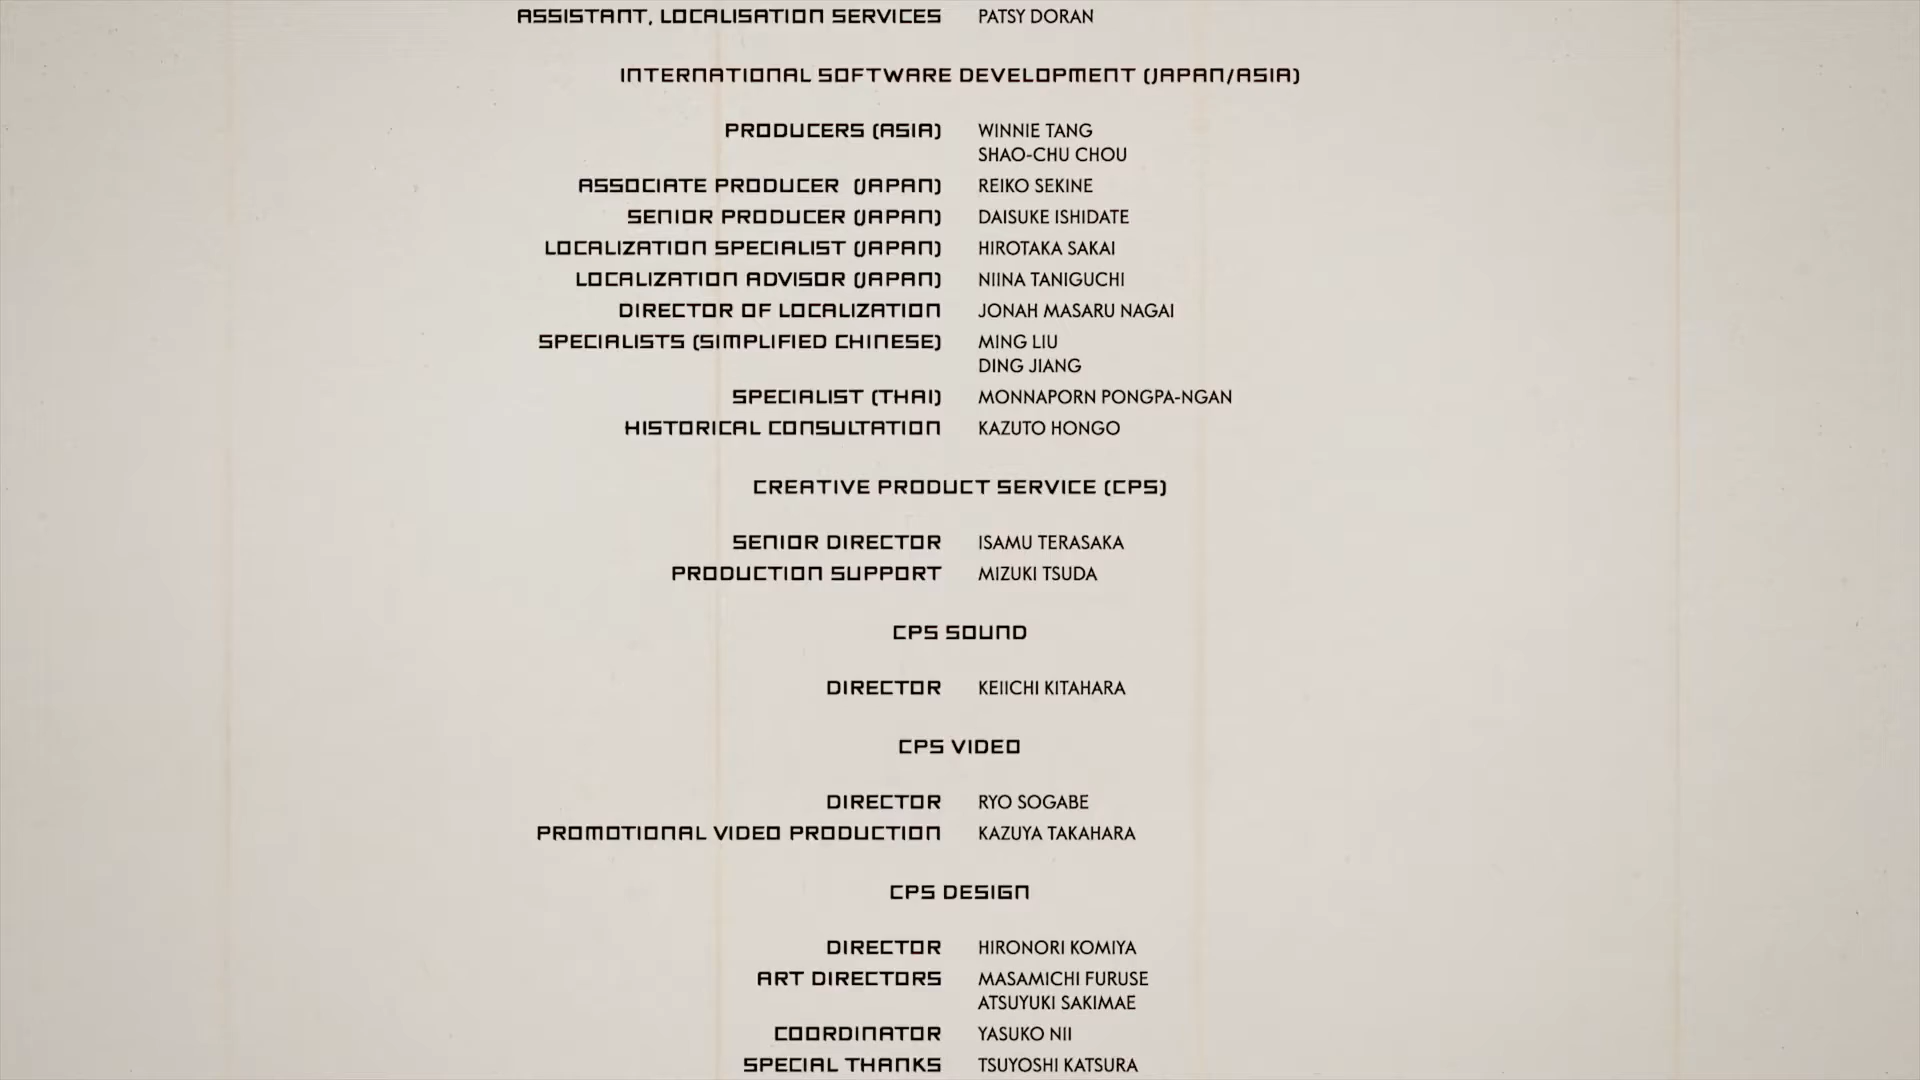 ASSISTANT, LOCALISATION SERVICES PATSY DORAN
INTERNATIONAL SOFTWARE DEVELOPMENT (JAPAN/ASIA)
PRODUCERS (ASIA) WINNIE TANG
SHAO-CHU CHOU
ASSOCIATE PRODUCER (JAPAN) REIKO SEKINE
SENIOR PRODUCER (JAPAN) DAISUKE ISHIDATE
LOCALIZATION SPECIALIST (JAPAN) HIROTAKA SAKAI
LOCALIZATION ADVISOR (JAPAN) NIINA TANIGUCHI
DIRECTOR OF LOCALIZATION JONAH MASARU NAGAI
SPECIALISTS (SIMPLIFIED CHINESE) MING LIU
DING JIANG
SPECIALIST (THAI) MONNAPORN PONGPA-NGAN
HISTORICAL CONSULTATION KAZUTO HONGO
CREATIVE PRODUCT SERVICE (CPS)
SENIOR DIRECTOR ISAMU TERASAKA
PRODUCTION SUPPORT MIZUKI TSUDA
CPS SOUND
DIRECTOR KEIICHI KITAHARA
CPS VIDEO
DIRECTOR RYO SOGABE
PROMOTIONAL VIDEO PRODUCTION KAZUYA TAKAHARA
CPS DESIGN
DIRECTOR HIRONORI KOMIYA
ART DIRECTORS MASAMICHI FURUSE
ATSUYUKI SAKIMAE
COORDINATOR YASUKO NII
SPECIAL THANKS TSUYOSHI KATSURA